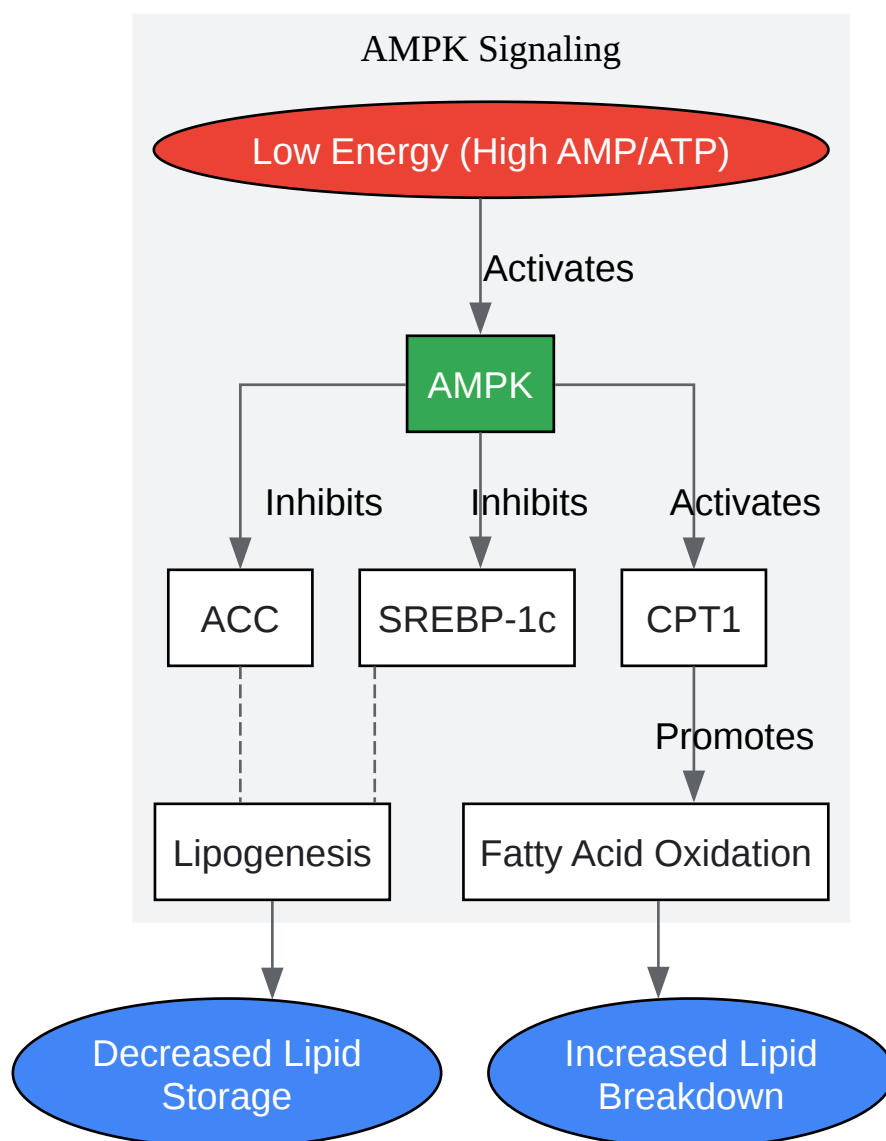 AMPK Signaling
Low Energy (High AMP/ATP)
Activates
AMPK
Inhibits
Inhibits
Activates
ACC
SREBP-1c
CPT1
Promotes
Lipogenesis
Fatty Acid Oxidation
Decreased Lipid
Storage
Increased Lipid
Breakdown